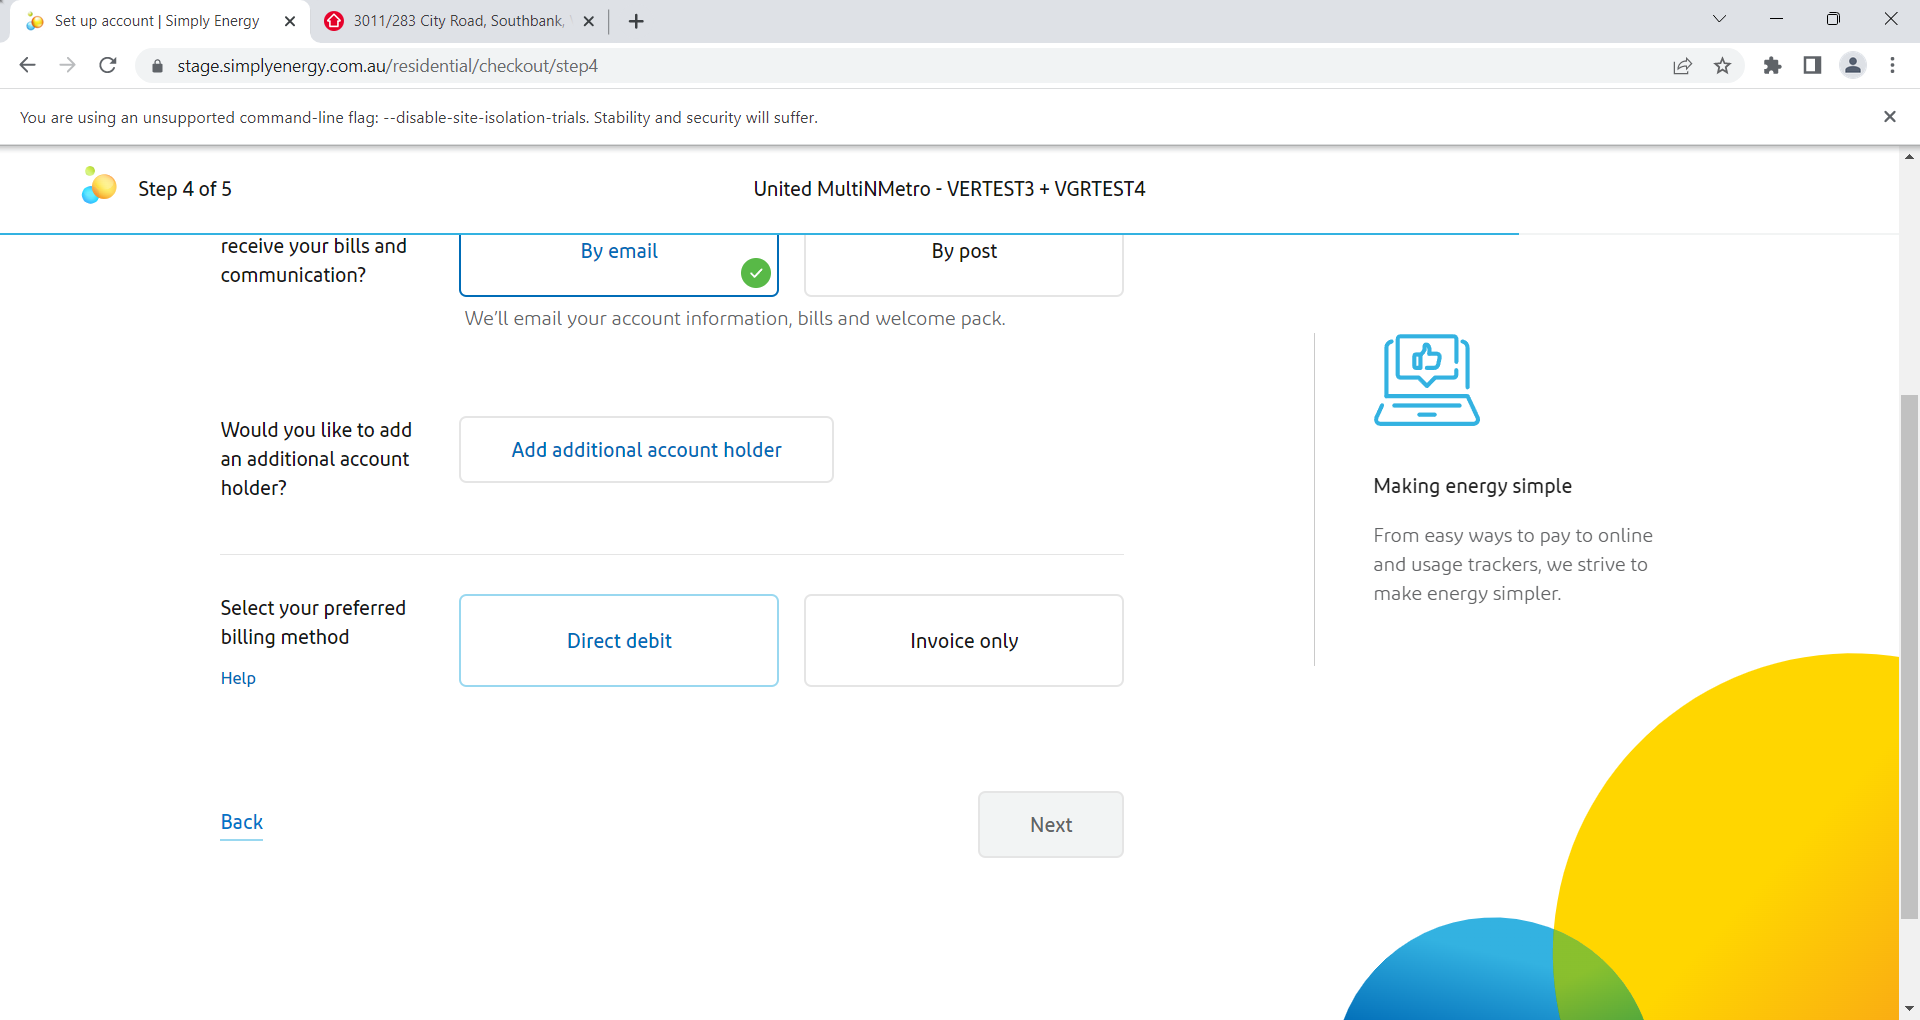 Set up account | Simply Energy
3011/283 City Road, Southbank,
stage.simplyenergy.com.au/residential/checkout/step4
You are using an unsupported command-line flag: --disable-site-isolation-trials. Stability and security will suffer.
Step 4 of 5
United MultiNMetro - VERTEST3 + VGRTEST4
receive your bills and
communication?
By email
By post
We'll email your account information, bills and welcome pack.
Would you like to add
an additional account
holder?
Add additional account holder
Making energy simple
From easy ways to pay to online
and usage trackers, we strive to
make energy simpler.
Select your preferred
billing method
Help
Direct debit
Invoice only
Back
Next